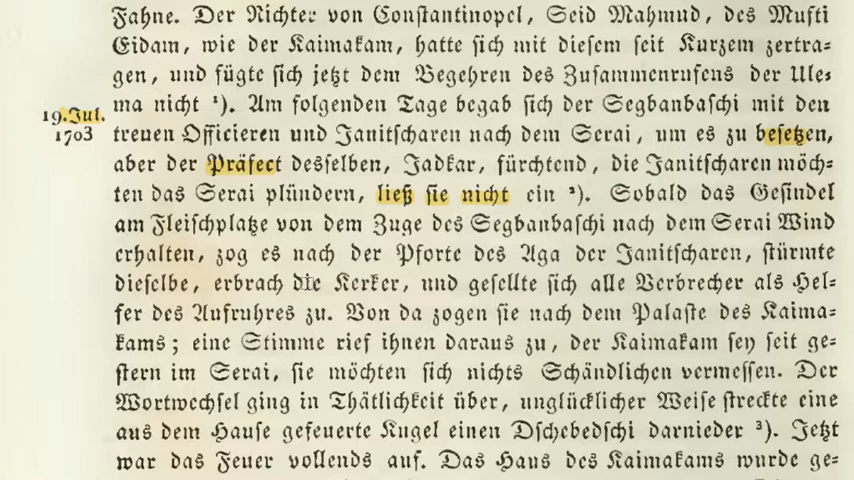 Fahne. Der Richter von Constantinopel, Seid Mahmud, des Mufti
Eidam, wie der Kaimakam, hatte sich mit diesem seit Kurzem zertra=
gen, und fügte sich jetzt dem Begehren des Zusammenrufens der Ule=
ma nicht ¹). Am folgenden Tage begab sich der Segbanbaschi mit den
19. Jul.
1703
treuen Officieren und Janitscharen nach dem Serai, um es zu besetzen,
aber der Präfect desselben, Jadkar, fürchtend, die Janitscharen möch=
ten das Serai plündern, ließ sie nicht ein ²). Sobald das Gesindel
am Fleischplatze von dem Zuge des Segbanbaschi nach dem Serai Wind
erhalten, zog es nach der Pforte des Aga der Janitscharen, stürmte
dieselbe, erbrach die Kerker, und gesellte sich alle Verbrecher als Hel=
fer des Aufruhres zu. Von da zogen sie nach dem Palaste des Kaima=
kams; eine Stimme rief ihnen daraus zu, der Kaimakam sey seit ge=
stern im Serai, sie möchten sich nichts Schändlichen vermessen. Der
Wortwechsel ging in Thätlichkeit über, unglücklicher Weise streckte eine
aus dem Hause gefeuerte Kugel einen Dschebedschi darnieder ³). Jetzt
war das Feuer vollends auf. Das Haus des Kaimakams wurde ge=